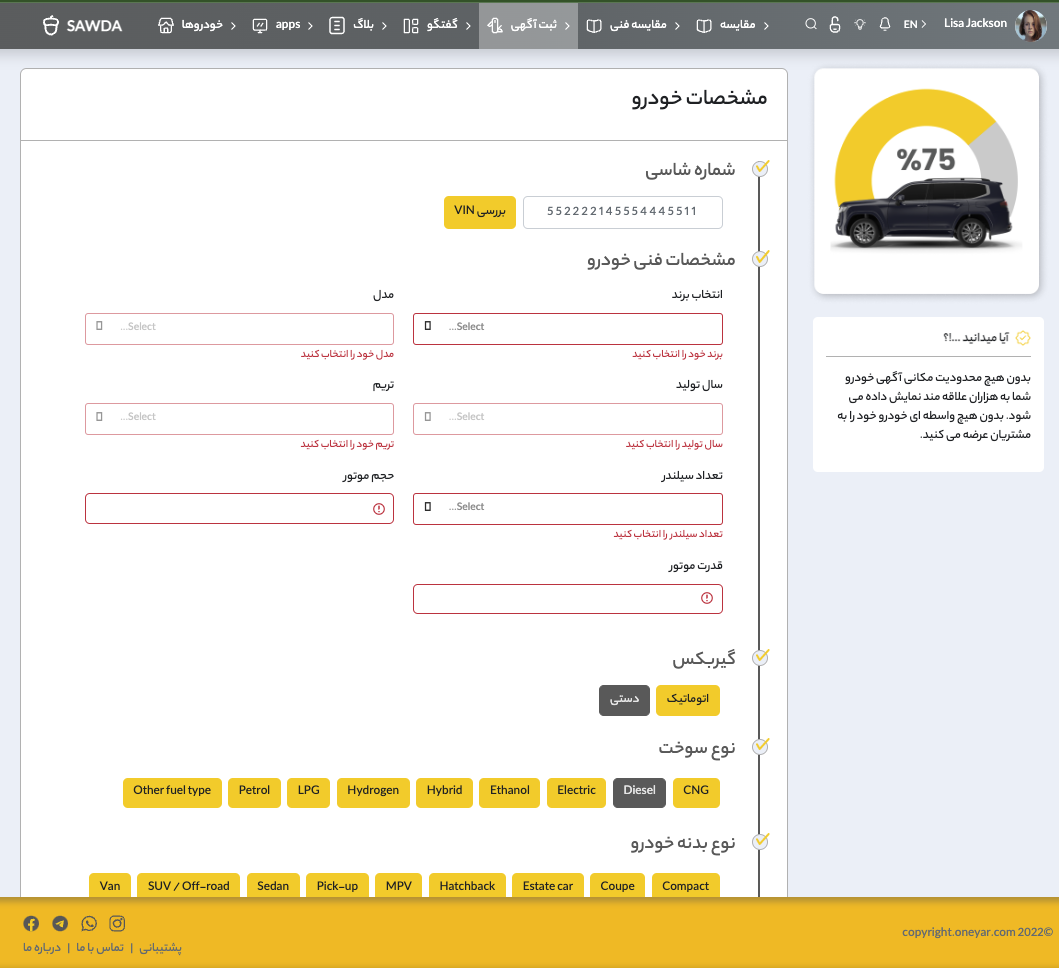 Lisa Jackson
EN
مقایسه
مقایسه فنی
ثبت آگهی
گفتگو
بلاگ
apps
خودروها
SAWDA
%75
آیا میدانید ...!؟
بدون هیچ محدودیت مکانی آگهی خودرو
شما به هزاران علاقه مند نمایش داده می
شود. بدون هیچ واسطه ای خودرو خود را به
مشتریان عرضه می کنید.
مشخصات خودرو
شماره شاسی
552222145554445511
بررسی VIN
مشخصات فنی خودرو
انتخاب برند
مدل
Select...
Select...
برند خود را انتخاب کنید
مدل خود را انتخاب کنید
سال تولید
تریم
Select...
Select...
سال تولید را انتخاب کنید
تریم خود را انتخاب کنید
تعداد سیلندر
حجم موتور
Select...
تعداد سیلندر را انتخاب کنید
قدرت موتور
گیربکس
اتوماتیک
دستی
نوع سوخت
CNG
Diesel
Electric
Ethanol
Hybrid
Hydrogen
LPG
Petrol
Other fuel type
نوع بدنه خودرو
Compact
Coupe
Estate car
Hatchback
MPV
Pick-up
Sedan
SUV / Off-road
Van
copyright.oneyar.com 2022©
پشتیبانی | تماس با ما | درباره ما